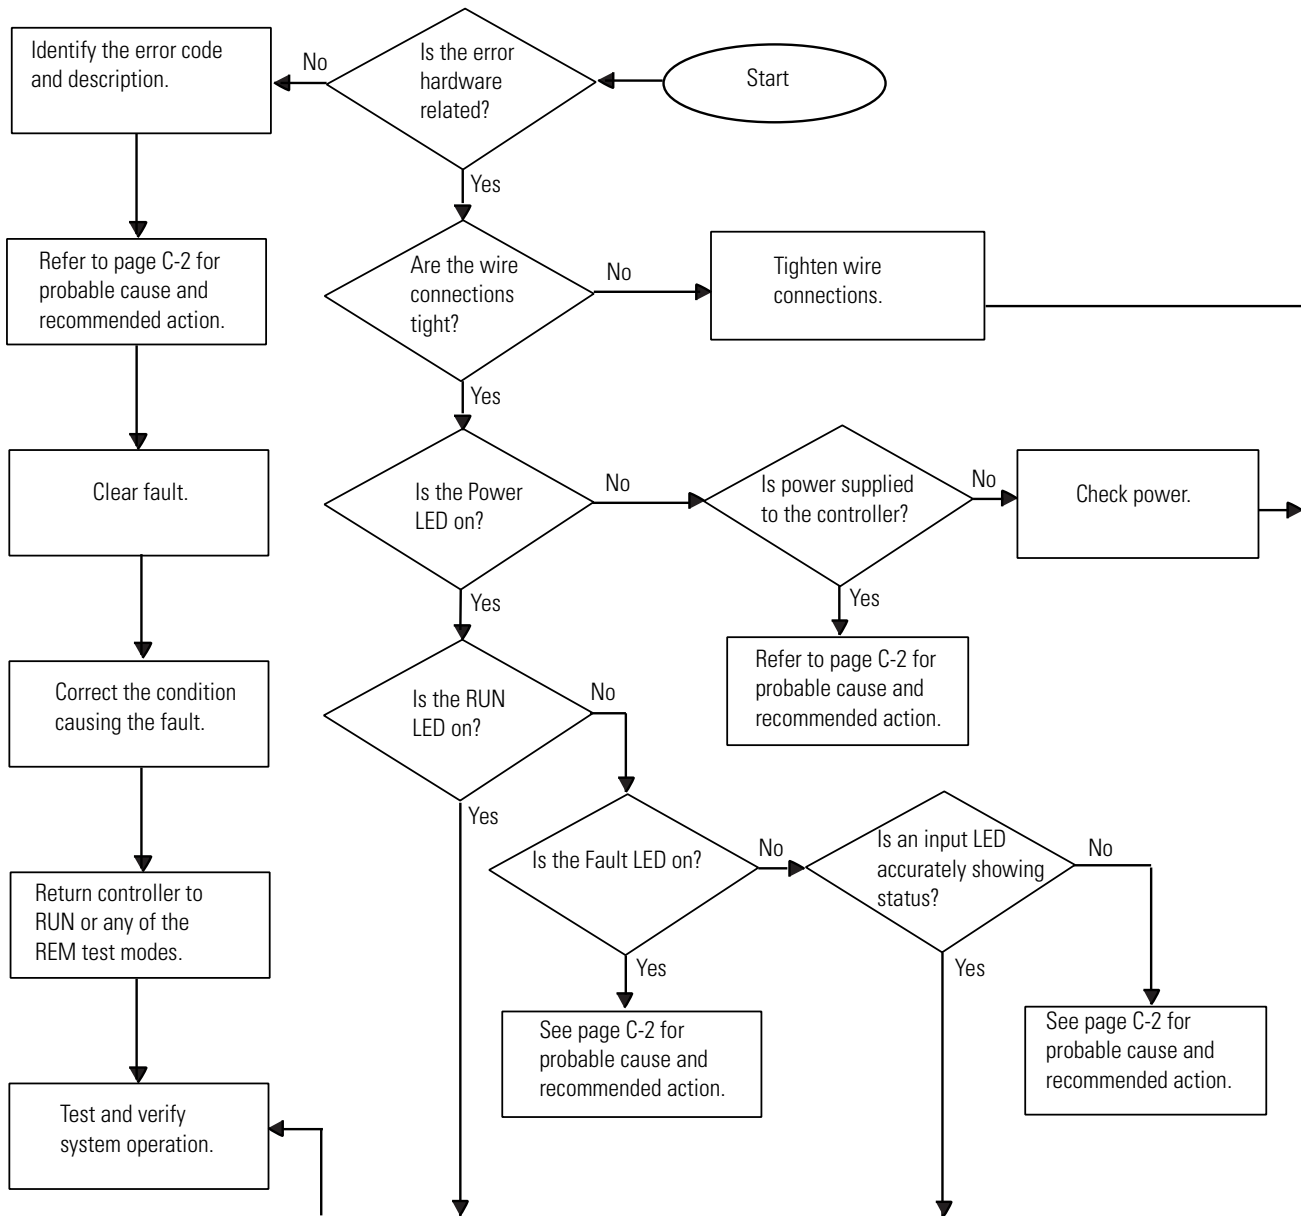 Start
Is the error
hardware
related?
No
Identify the error code
and description.
Yes
Refer to page C-2 for
probable cause and
recommended action.
Are the wire
connections
tight?
No
Tighten wire
connections.
Yes
Clear fault.
Is the Power
LED on?
No
Is power supplied
to the controller?
No
Check power.
Yes
Yes
Refer to page C-2 for
probable cause and
recommended action.
Correct the condition
causing the fault.
Is the RUN
LED on?
No
Yes
Is the Fault LED on?
No
Is an input LED
accurately showing
status?
No
Return controller to
RUN or any of the
REM test modes.
Yes
Yes
See page C-2 for
probable cause and
recommended action.
See page C-2 for
probable cause and
recommended action.
Test and verify
system operation.